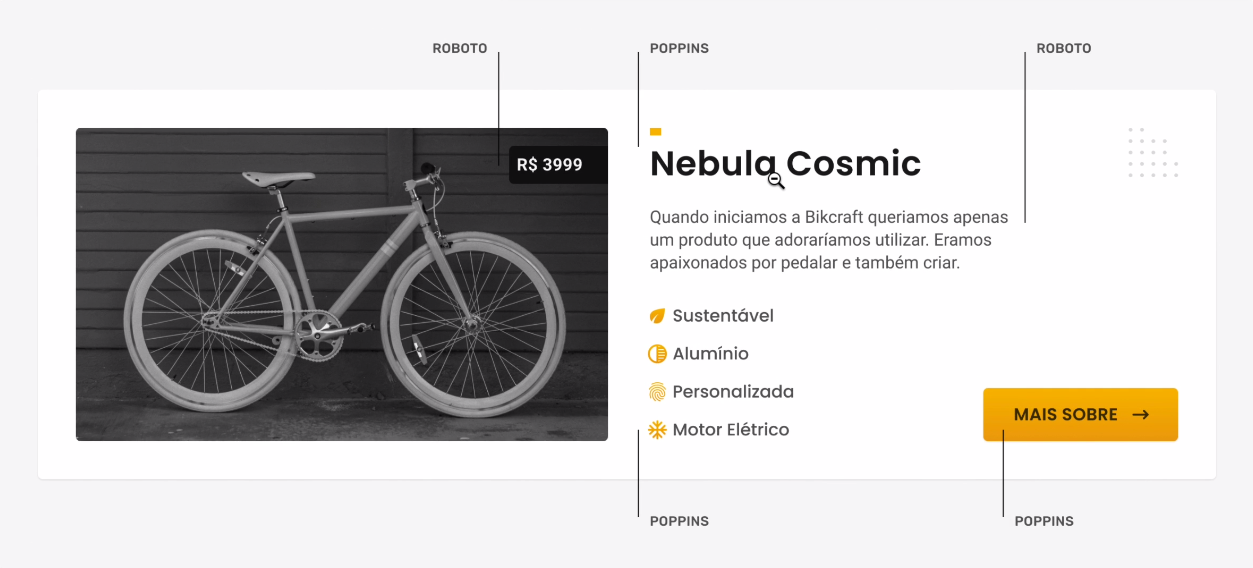 ROBOTO
POPPINS
ROBOTO
R$ 3999
Nebula Cosmic
Quando iniciamos a Bikcraft queriamos apenas
um produto que adoraríamos utilizar. Eramos
apaixonados por pedalar e também criar.
Sustentável
Alumínio
Personalizada
Motor Elétrico
MAIS SOBRE
POPPINS
POPPINS